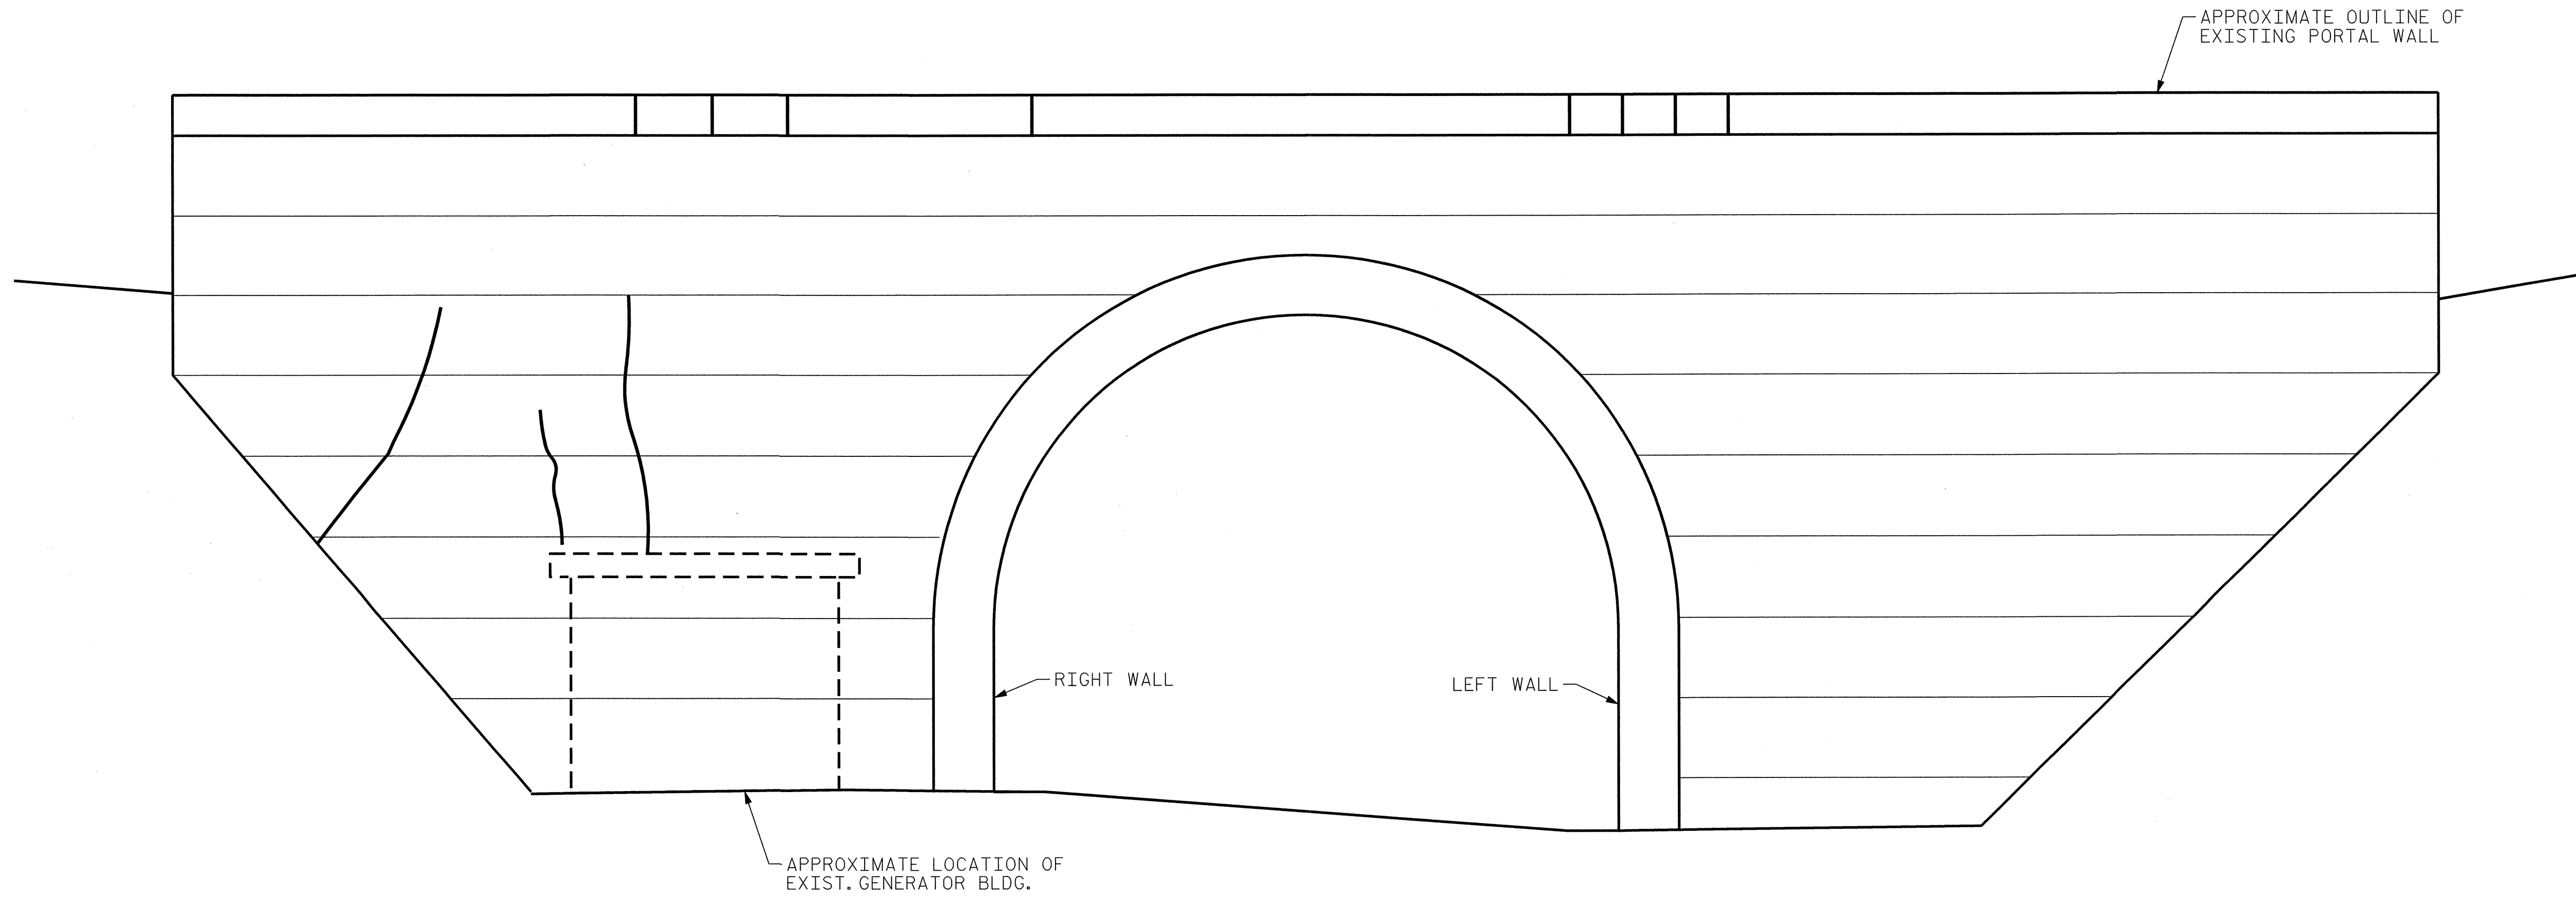 APPROXIMATE OUTLINE OF
EXISTING PORTAL WALL
RIGHT WALL
LEFT WALL
APPROXIMATE LOCATION OF
EXIST. GENERATOR BLDG.